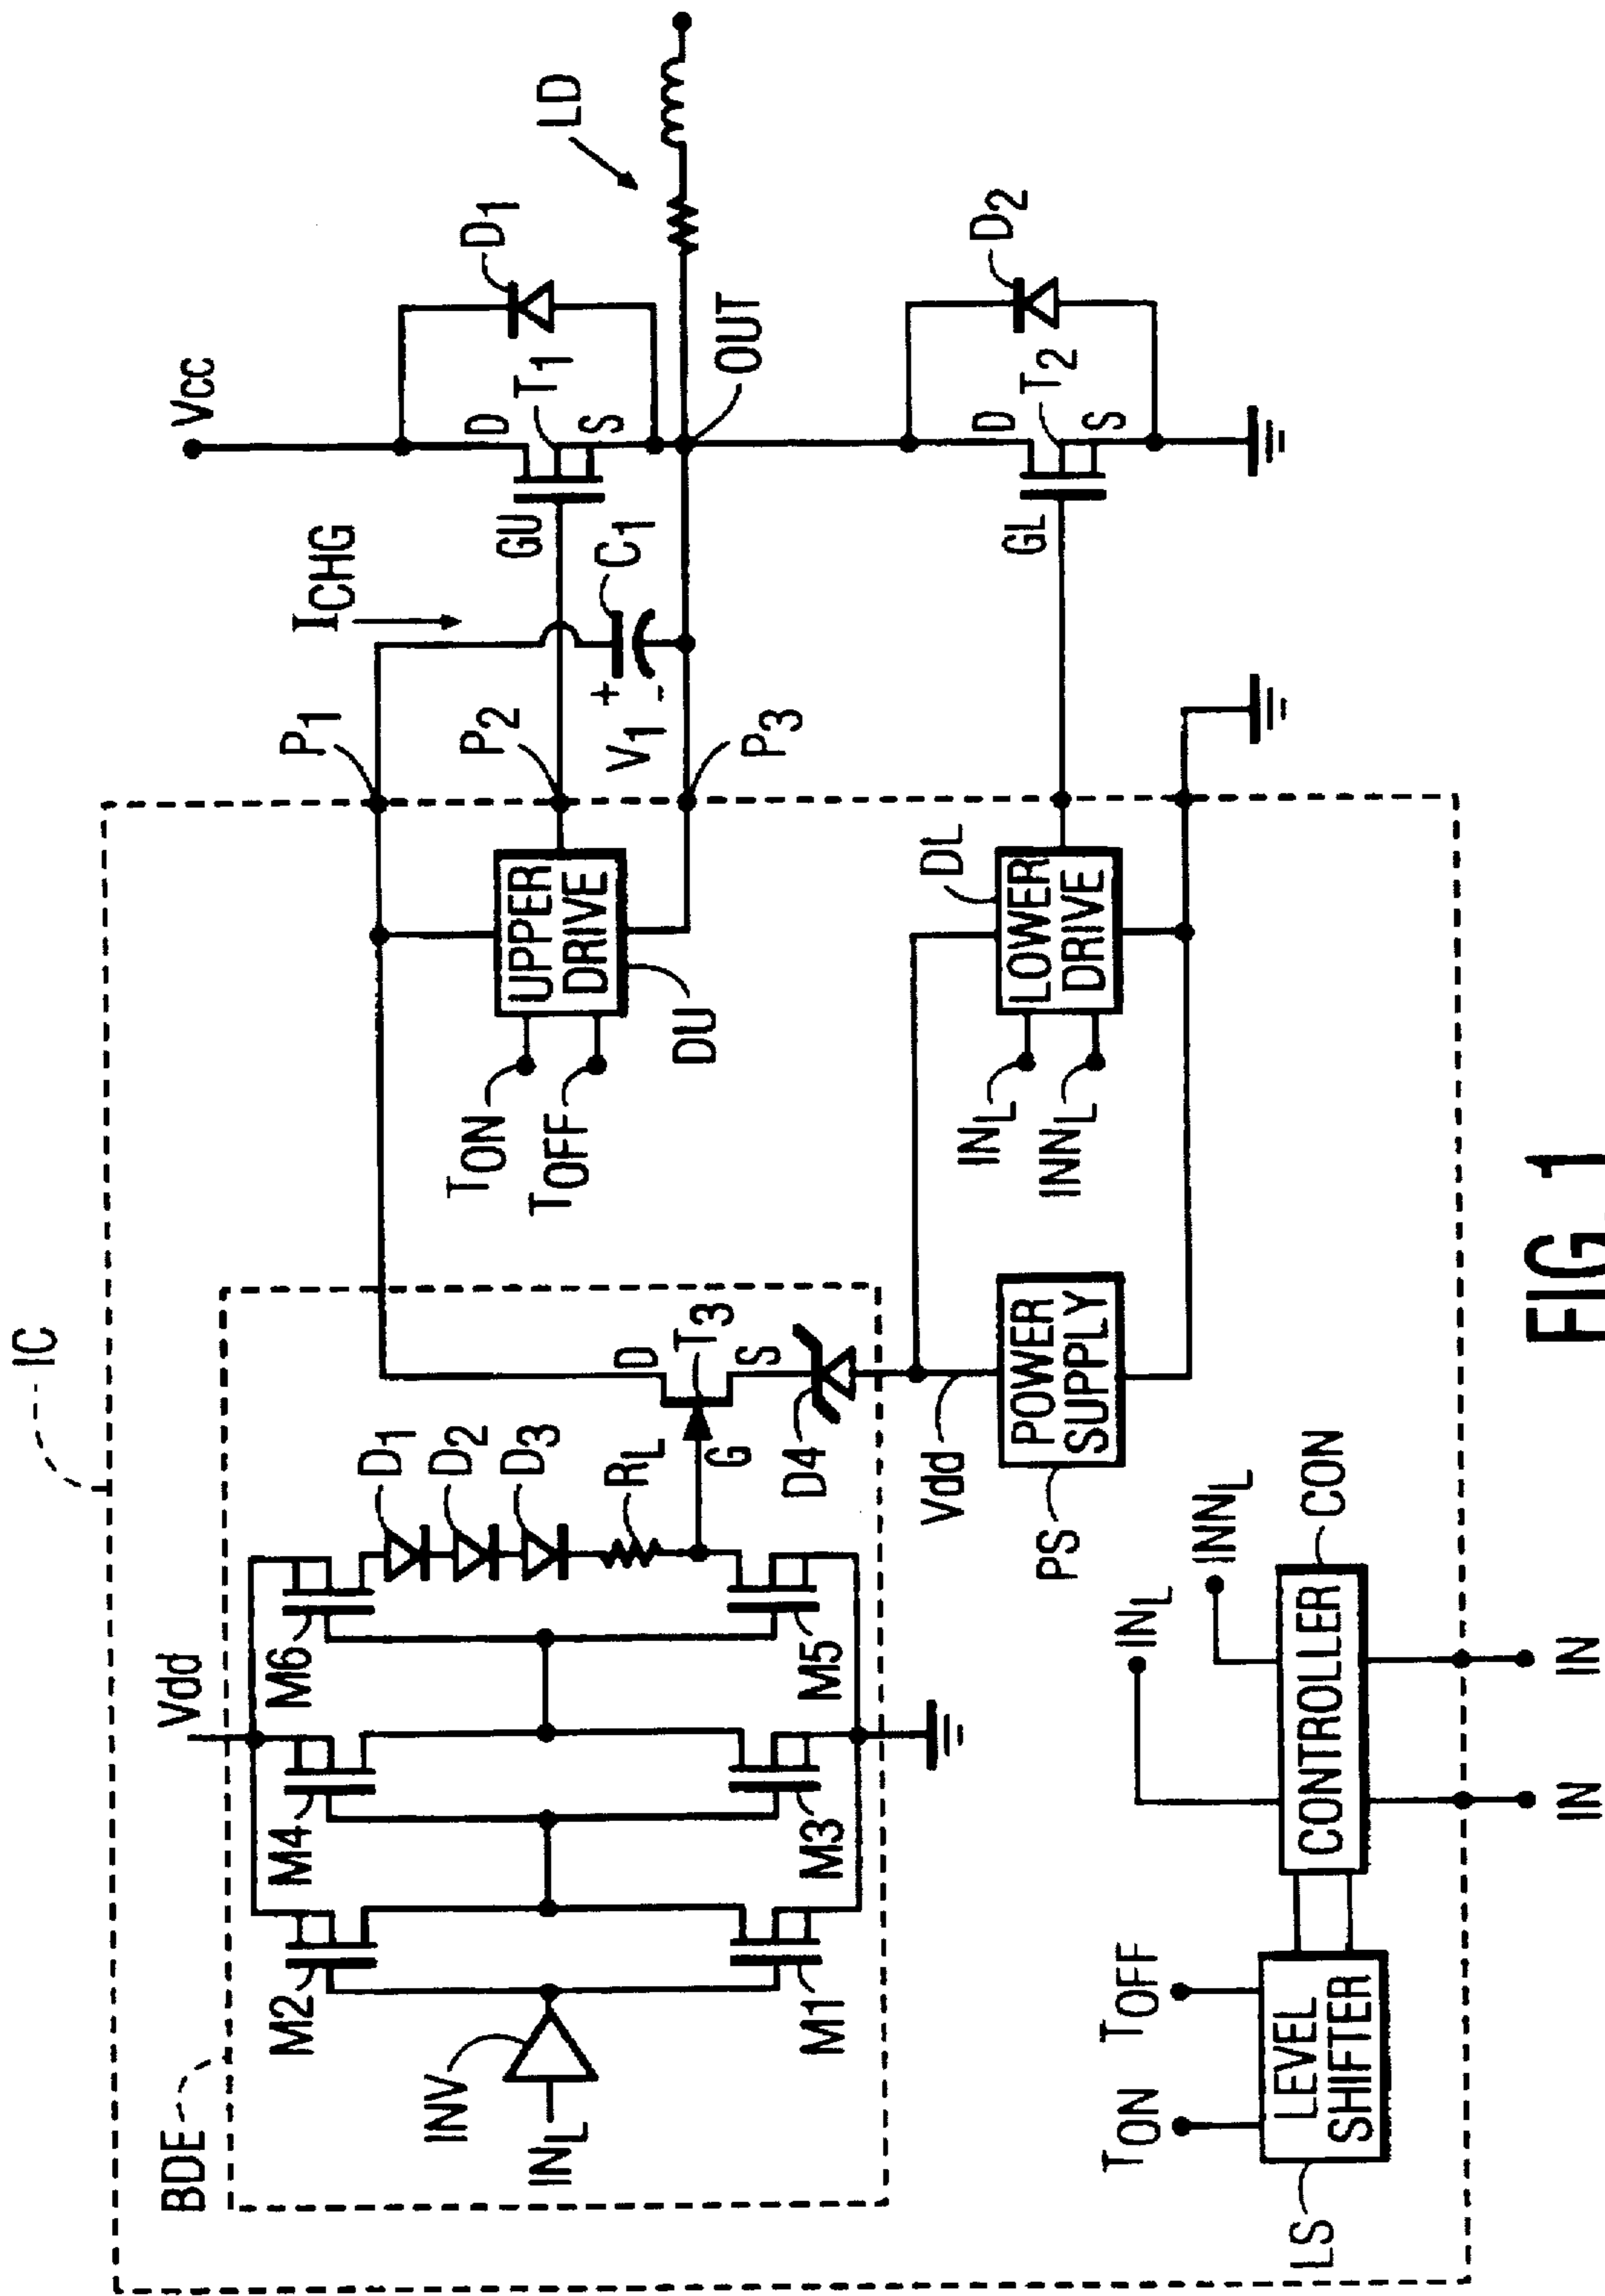 IC
BDE
Vdd
M2
M4
M6
D1
D2
D3
RL
INV
INL
M1
M3
M5
G
D
T3
S
D4
Vdd
PS
POWER
SUPPLY
TON
TOFF
UPPER
DRIVE
DU
P1
P2
P3
ICHG
V1
+
-
C1
GU
Vcc
D
T1
S
D1
OUT
LD
INL
INNL
LOWER
DRIVE
DL
GL
D
T2
S
D2
TON
TOFF
LEVEL
SHIFTER
LS
INL
INNL
CONTROLLER
CON
IN
IN
FIG. 1